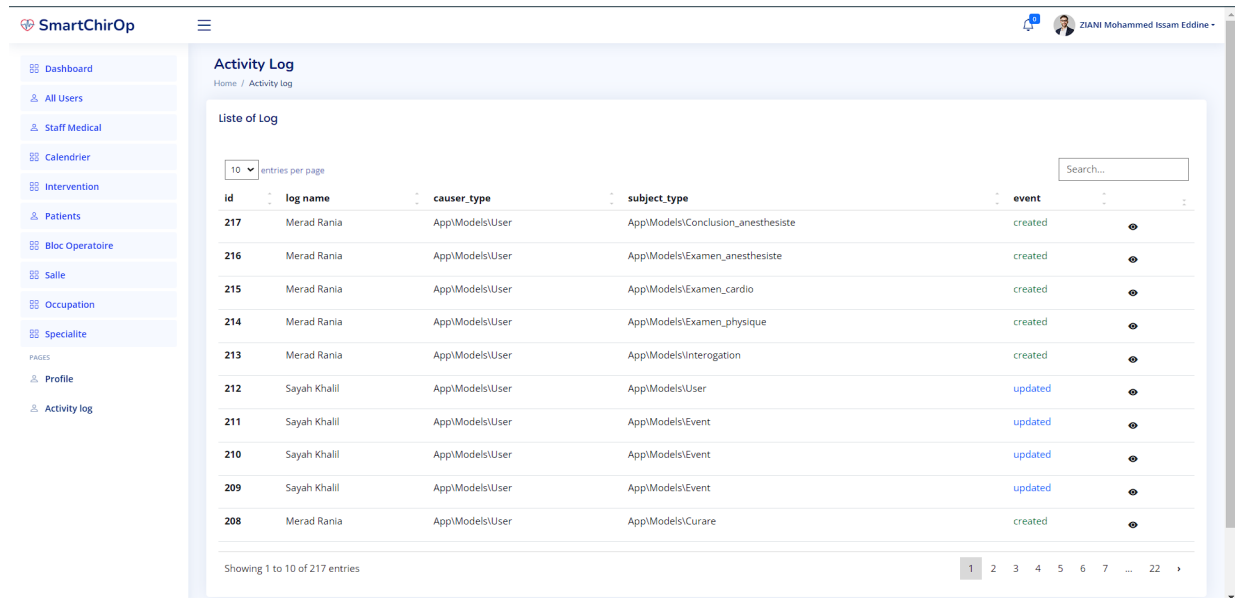 SmartChirOp
0
ZIANI Mohammed Issam Eddine
Dashboard
All Users
Staff Medical
Calendrier
Intervention
Patients
Bloc Operatoire
Salle
Occupation
Specialite
PAGES
Profile
Activity log
Activity Log
Home / Activity log
Liste of Log
10 entries per page
Search...
id log name causer_type subject_type event
217 Merad Rania App\Models\User App\Models\Conclusion_anesthesiste created
216 Merad Rania App\Models\User App\Models\Examen_anesthesiste created
215 Merad Rania App\Models\User App\Models\Examen_cardio created
214 Merad Rania App\Models\User App\Models\Examen_physique created
213 Merad Rania App\Models\User App\Models\Interogation created
212 Sayah Khalil App\Models\User App\Models\User updated
211 Sayah Khalil App\Models\User App\Models\Event updated
210 Sayah Khalil App\Models\User App\Models\Event updated
209 Sayah Khalil App\Models\User App\Models\Event updated
208 Merad Rania App\Models\User App\Models\Curare created
Showing 1 to 10 of 217 entries
1 2 3 4 5 6 7 ... 22 ›